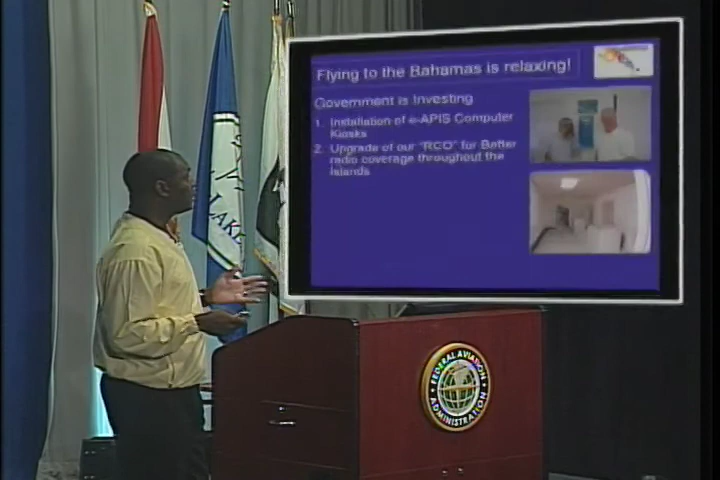 Flying to the Bahamas is relaxing!
Government is Investing
1. Installation of e-APIS Computer
Kiosks
2. Upgrade of our "RCO" for Better
radio coverage throughout the
Islands
LAKE
FEDERAL AVIATION
ADMINISTRATION